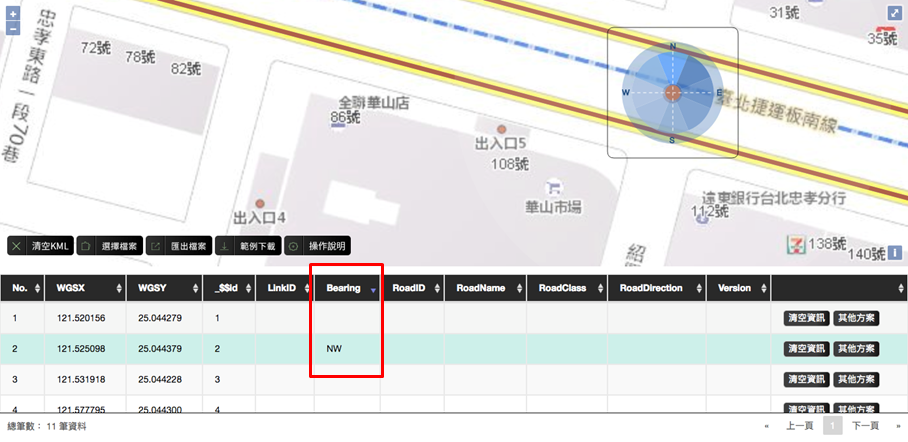 +
−
忠孝東路一段70巷
72號
78號
82號
全聯華山店
86號
出入口5
108號
華山市場
出入口4
31號
35號
N
W
E
S
臺北捷運板南線
遠東銀行台北忠孝分行
112號
紹
138號
140號
清空KML
選擇檔案
匯出檔案
範例下載
操作說明
No. WGSX WGSY _$$id LinkID Bearing RoadID RoadName RoadClass RoadDirection Version
1 121.520156 25.044279 1 清空資訊 其他方案
2 121.525098 25.044379 2 NW 清空資訊 其他方案
3 121.531918 25.044228 3 清空資訊 其他方案
4 121.577795 25.044300 4 清空資訊 其他方案
總筆數： 11 筆資料
« 上一頁 1 下一頁 »